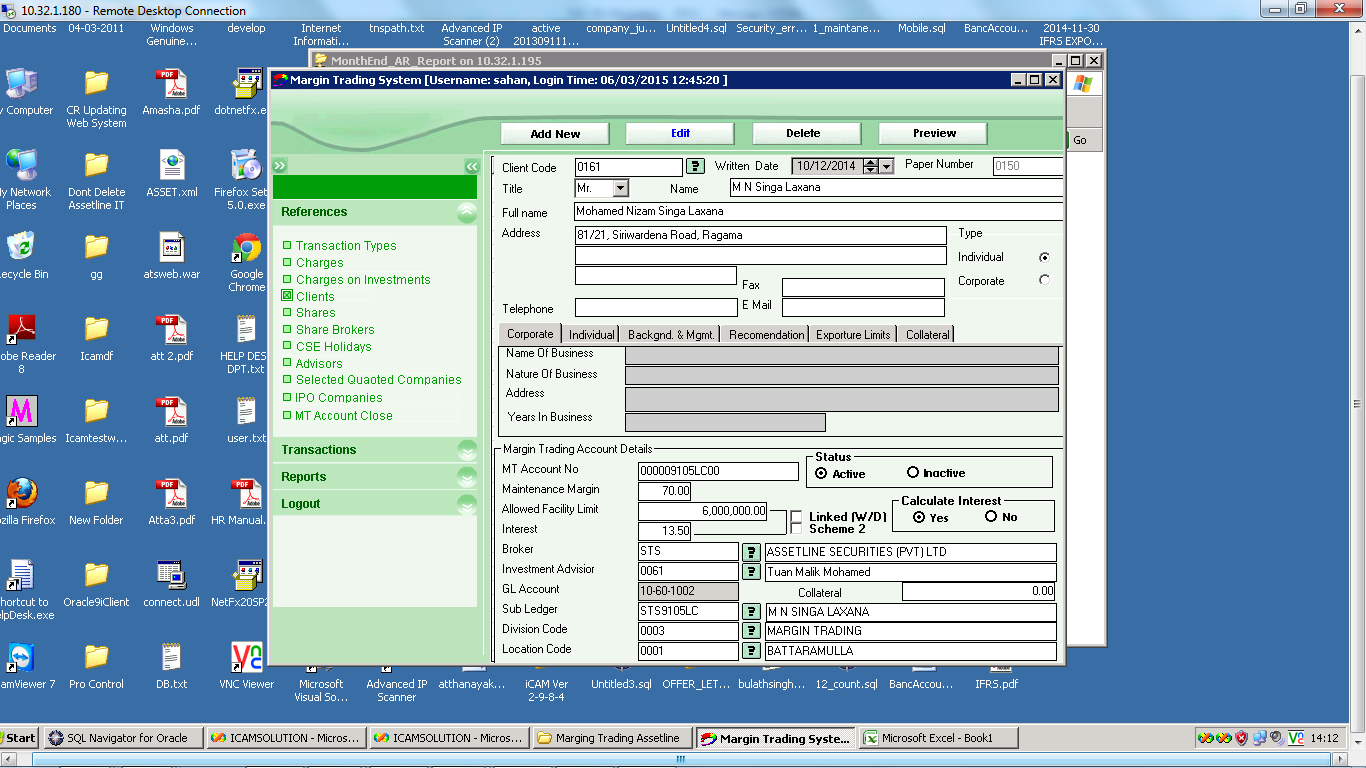 10.32.1.180 - Remote Desktop Connection
Documents
04-03-2011
Windows Genuine...
develop
Internet Informati...
tnspath.txt
Advanced IP Scanner (2)
active 201309111...
company_ju...
Untitled4.sql
Security_err...
1_maintane...
Mobile.sql
BancAccou...
2014-11-30 IFRS EXPO...
MonthEnd_AR_Report on 10.32.1.195
Margin Trading System [Username: sahan, Login Time: 06/03/2015 12:45:20 ]
Go
Add New
Edit
Delete
Preview
y Computer
CR Updating Web System
Amasha.pdf
dotnetfx.e
y Network Places
Dont Delete Assetline IT
ASSET.xml
Firefox Set 5.0.exe
ecycle Bin
gg
atsweb.war
Google Chrome
obe Reader 8
Icamdf
att 2.pdf
HELP DES DPT.txt
agic Samples
Icamtestw...
att.pdf
user.txt
ozilla Firefox
New Folder
Atta3.pdf
HR Manual.
hortcut to elpDesk.exe
Oracle9iClient
connect.udl
NetFx20SP2
amViewer 7
Pro Control
DB.txt
VNC Viewer
Microsoft Visual So...
Advanced IP Scanner
atthanayak...
iCAM Ver 2-9-8-4
Untitled3.sql
OFFER_LET...
bulathsingh...
12_count.sql
BancAccou...
IFRS.pdf
References
Transaction Types
Charges
Charges on Investments
Clients
Shares
Share Brokers
CSE Holidays
Advisors
Selected Quaoted Companies
IPO Companies
MT Account Close
Transactions
Reports
Logout
Client Code 0161 ? Written Date 10/12/2014 Paper Number 0150
Title Mr. Name M N Singa Laxana
Full name Mohamed Nizam Singa Laxana
Address 81/21, Siriwardena Road, Ragama Type
Individual
Fax Corporate
Telephone E Mail
Corporate Individual Backgnd. & Mgmt. Recomendation Exporture Limits Collateral
Name Of Business
Nature Of Business
Address
Years In Business
Margin Trading Account Details
MT Account No 000009105LC00 Status Active Inoctive
Maintenance Margin 70.00
Allowed Facility Limit 6,000,000.00 Linked (W/D) Calculate Interest Yes No
Interest 13.50 Scheme 2
Broker STS ? ASSETLINE SECURITIES (PVT) LTD
Investment Advisior 0061 ? Tuan Malik Mohamed
GL Account 10-60-1002 Collateral 0.00
Sub Ledger STS9105LC ? M N SINGA LAXANA
Division Code 0003 ? MARGIN TRADING
Location Code 0001 ? BATTARAMULLA
Start
SQL Navigator for Oracle
ICAMSOLUTION - Micros...
ICAMSOLUTION - Micros...
Marging Trading Assetline
Margin Trading Syste...
Microsoft Excel - Book1
14:12